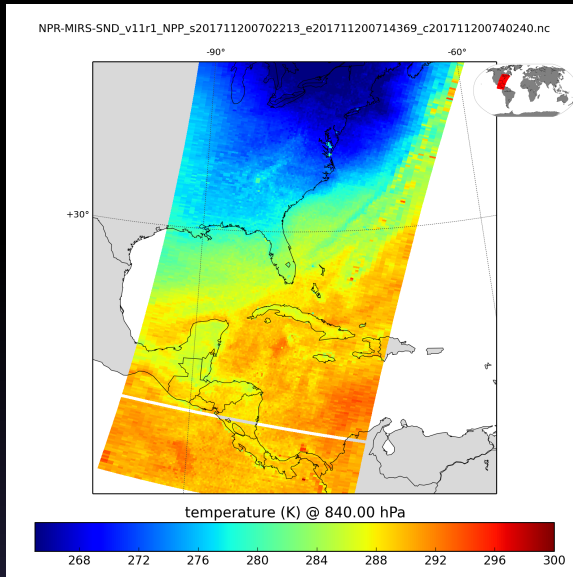 NPR-MIRS-SND_v11r1_NPP_s201711200702213_e201711200714369_c201711200740240.nc
-90°
-60°
+30°
temperature (K) @ 840.00 hPa
268 272 276 280 284 288 292 296 300